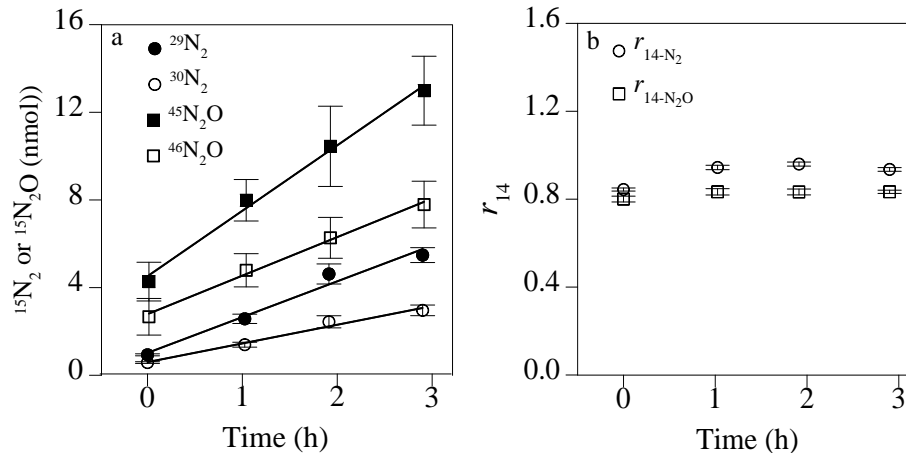 a
²⁹N₂
³⁰N₂
⁴⁵N₂O
⁴⁶N₂O
¹⁵N₂ or ¹⁵N₂O (nmol))
16
12
8
4
0
0 1 2 3
Time (h)
b
r₁₄₋N₂
r₁₄₋N₂O
r₁₄
1.6
1.2
0.8
0.4
0.0
0 1 2 3
Time (h)